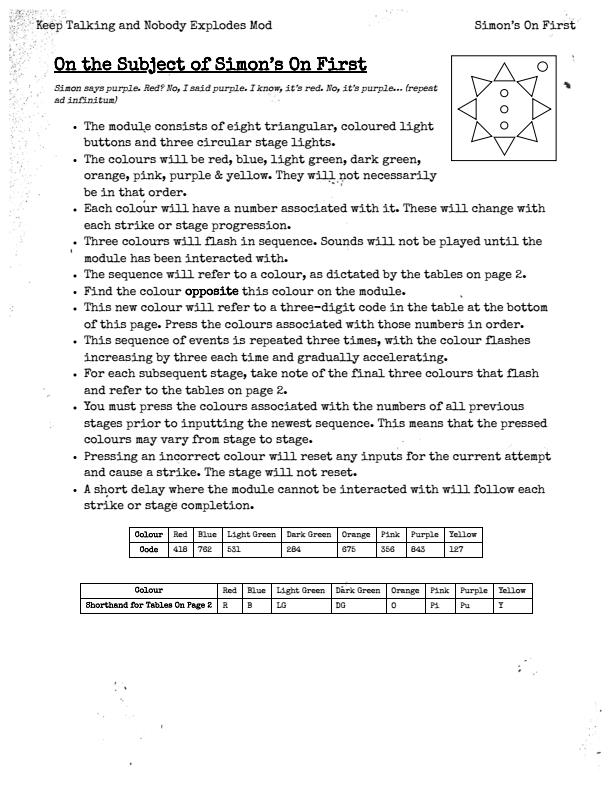 Keep Talking and Nobody Explodes Mod
Simon's On First
On the Subject of Simon's On First
Simon says purple. Red? No, I said purple. I know, it's red. No, it's purple... (repeat
ad infinitum)
• The module consists of eight triangular, coloured light
buttons and three circular stage lights.
• The colours will be red, blue, light green, dark green,
orange, pink, purple & yellow. They will not necessarily
be in that order.
• Each colour will have a number associated with it. These will change with
each strike or stage progression.
• Three colours will flash in sequence. Sounds will not be played until the
module has been interacted with.
• The sequence will refer to a colour, as dictated by the tables on page 2.
• Find the colour opposite this colour on the module.
• This new colour will refer to a three-digit code in the table at the bottom
of this page. Press the colours associated with those numbers in order.
• This sequence of events is repeated three times, with the colour flashes
increasing by three each time and gradually accelerating.
• For each subsequent stage, take note of the final three colours that flash
and refer to the tables on page 2.
• You must press the colours associated with the numbers of all previous
stages prior to inputting the newest sequence. This means that the pressed
colours may vary from stage to stage.
• Pressing an incorrect colour will reset any inputs for the current attempt
and cause a strike. The stage will not reset.
• A short delay where the module cannot be interacted with will follow each
strike or stage completion.
Colour Red Blue Light Green Dark Green Orange Pink Purple Yellow
Code 418 762 531 284 675 356 843 127
Colour Red Blue Light Green Dark Green Orange Pink Purple Yellow
Shorthand for Tables On Page 2 R B LG DG O Pi Pu Y